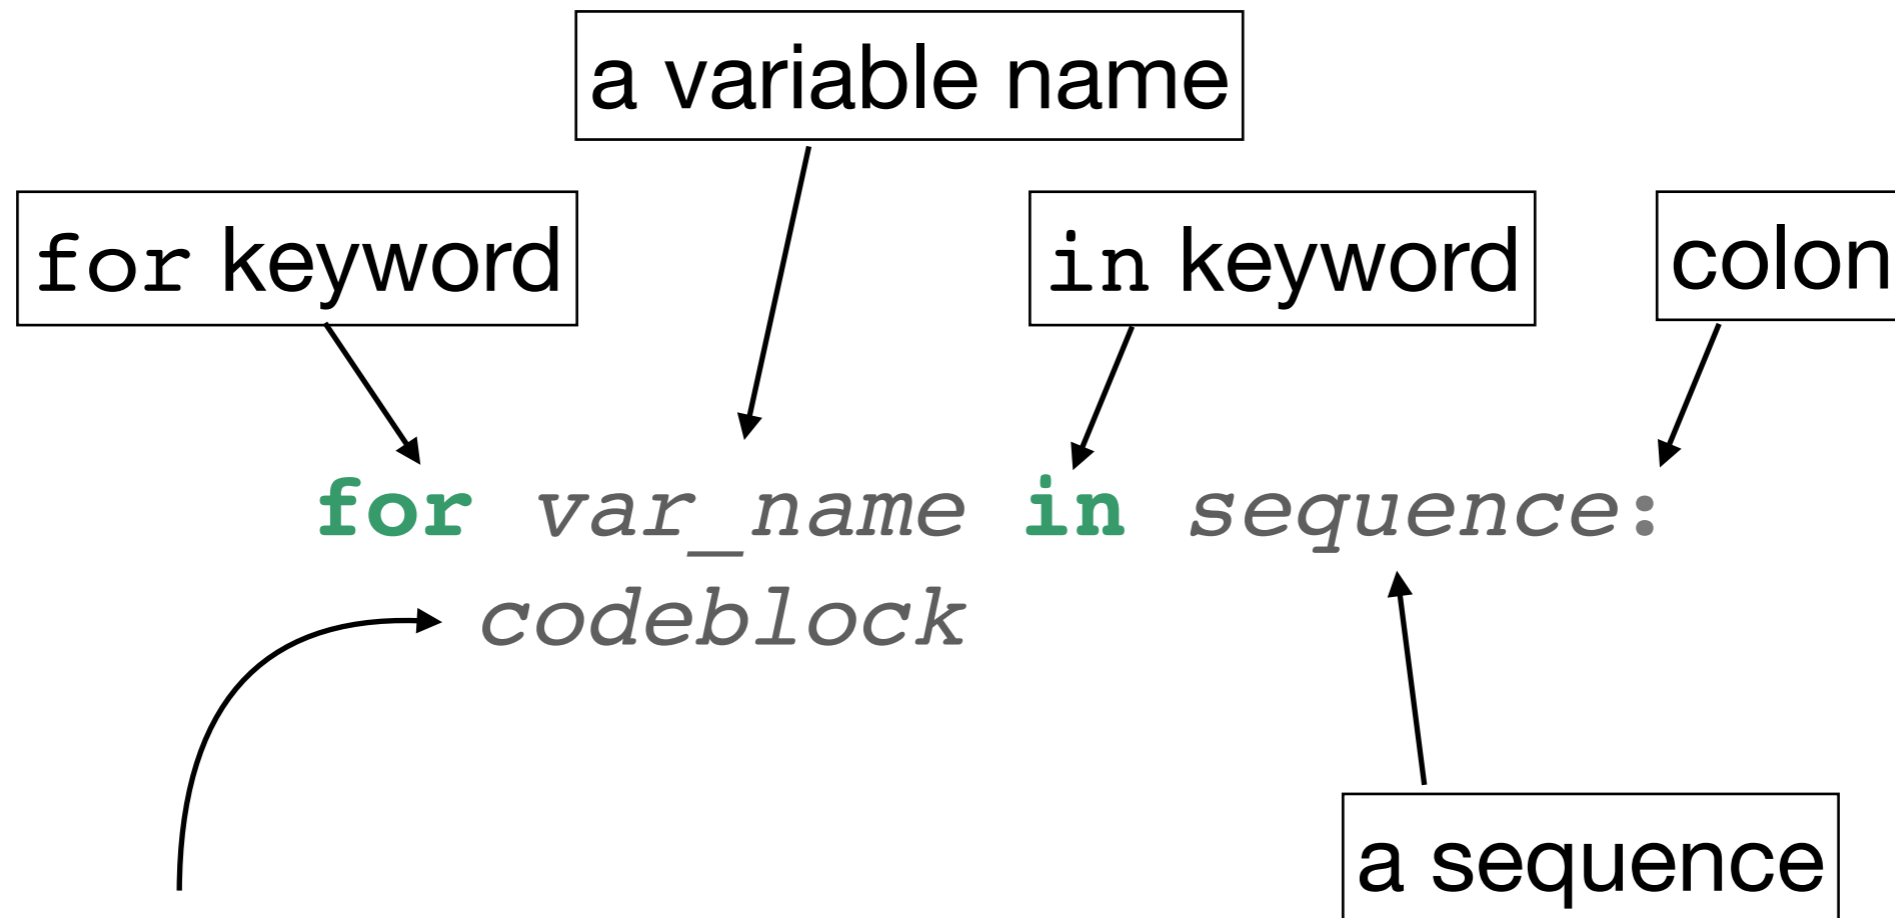 a variable name
for keyword
in keyword
colon
for var_name in sequence:
codeblock
a sequence